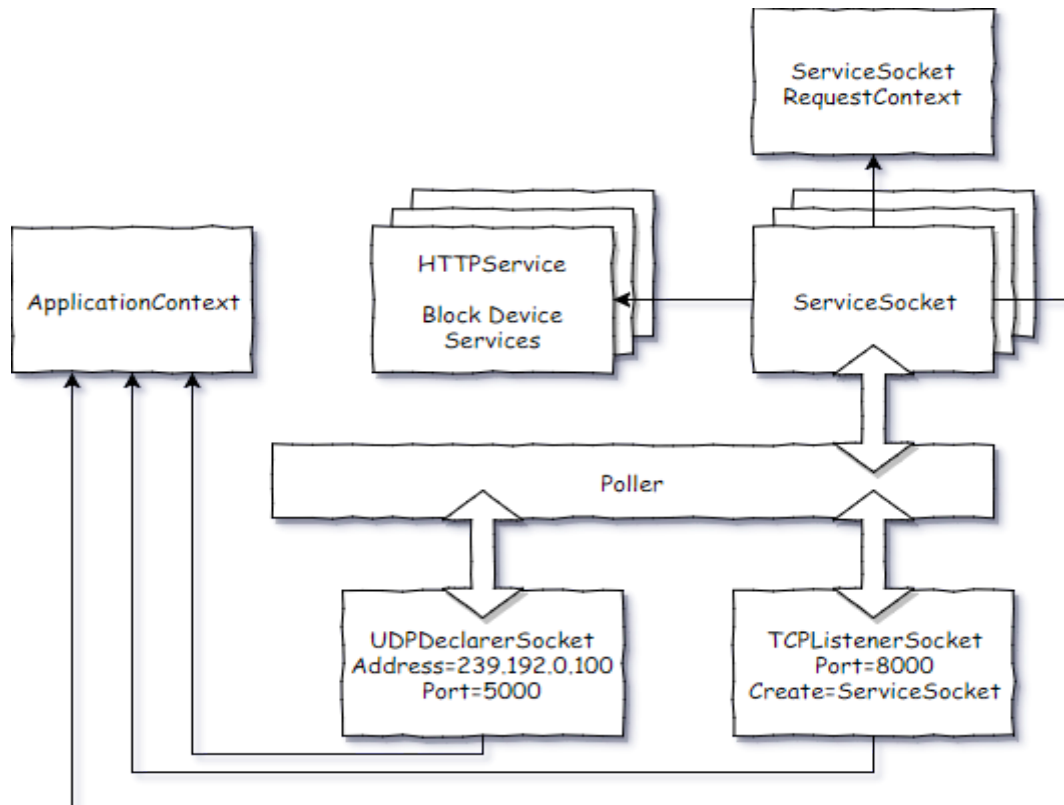 ServiceSocket
RequestContext
ApplicationContext
HTTPService
Block Device
Services
ServiceSocket
Poller
UDPDeclarerSocket
Address=239.192.0.100
Port=5000
TCPListenerSocket
Port=8000
Create=ServiceSocket